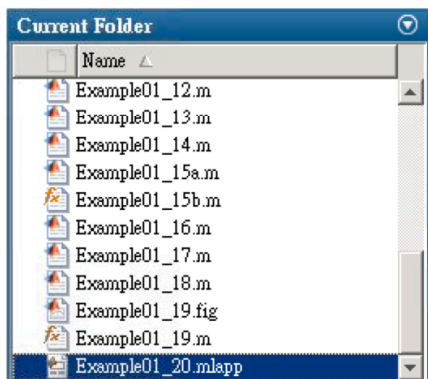 Current Folder
Name
Example01_12.m
Example01_13.m
Example01_14.m
Example01_15a.m
Example01_15b.m
Example01_16.m
Example01_17.m
Example01_18.m
Example01_19.fig
Example01_19.m
Example01_20.mlapp